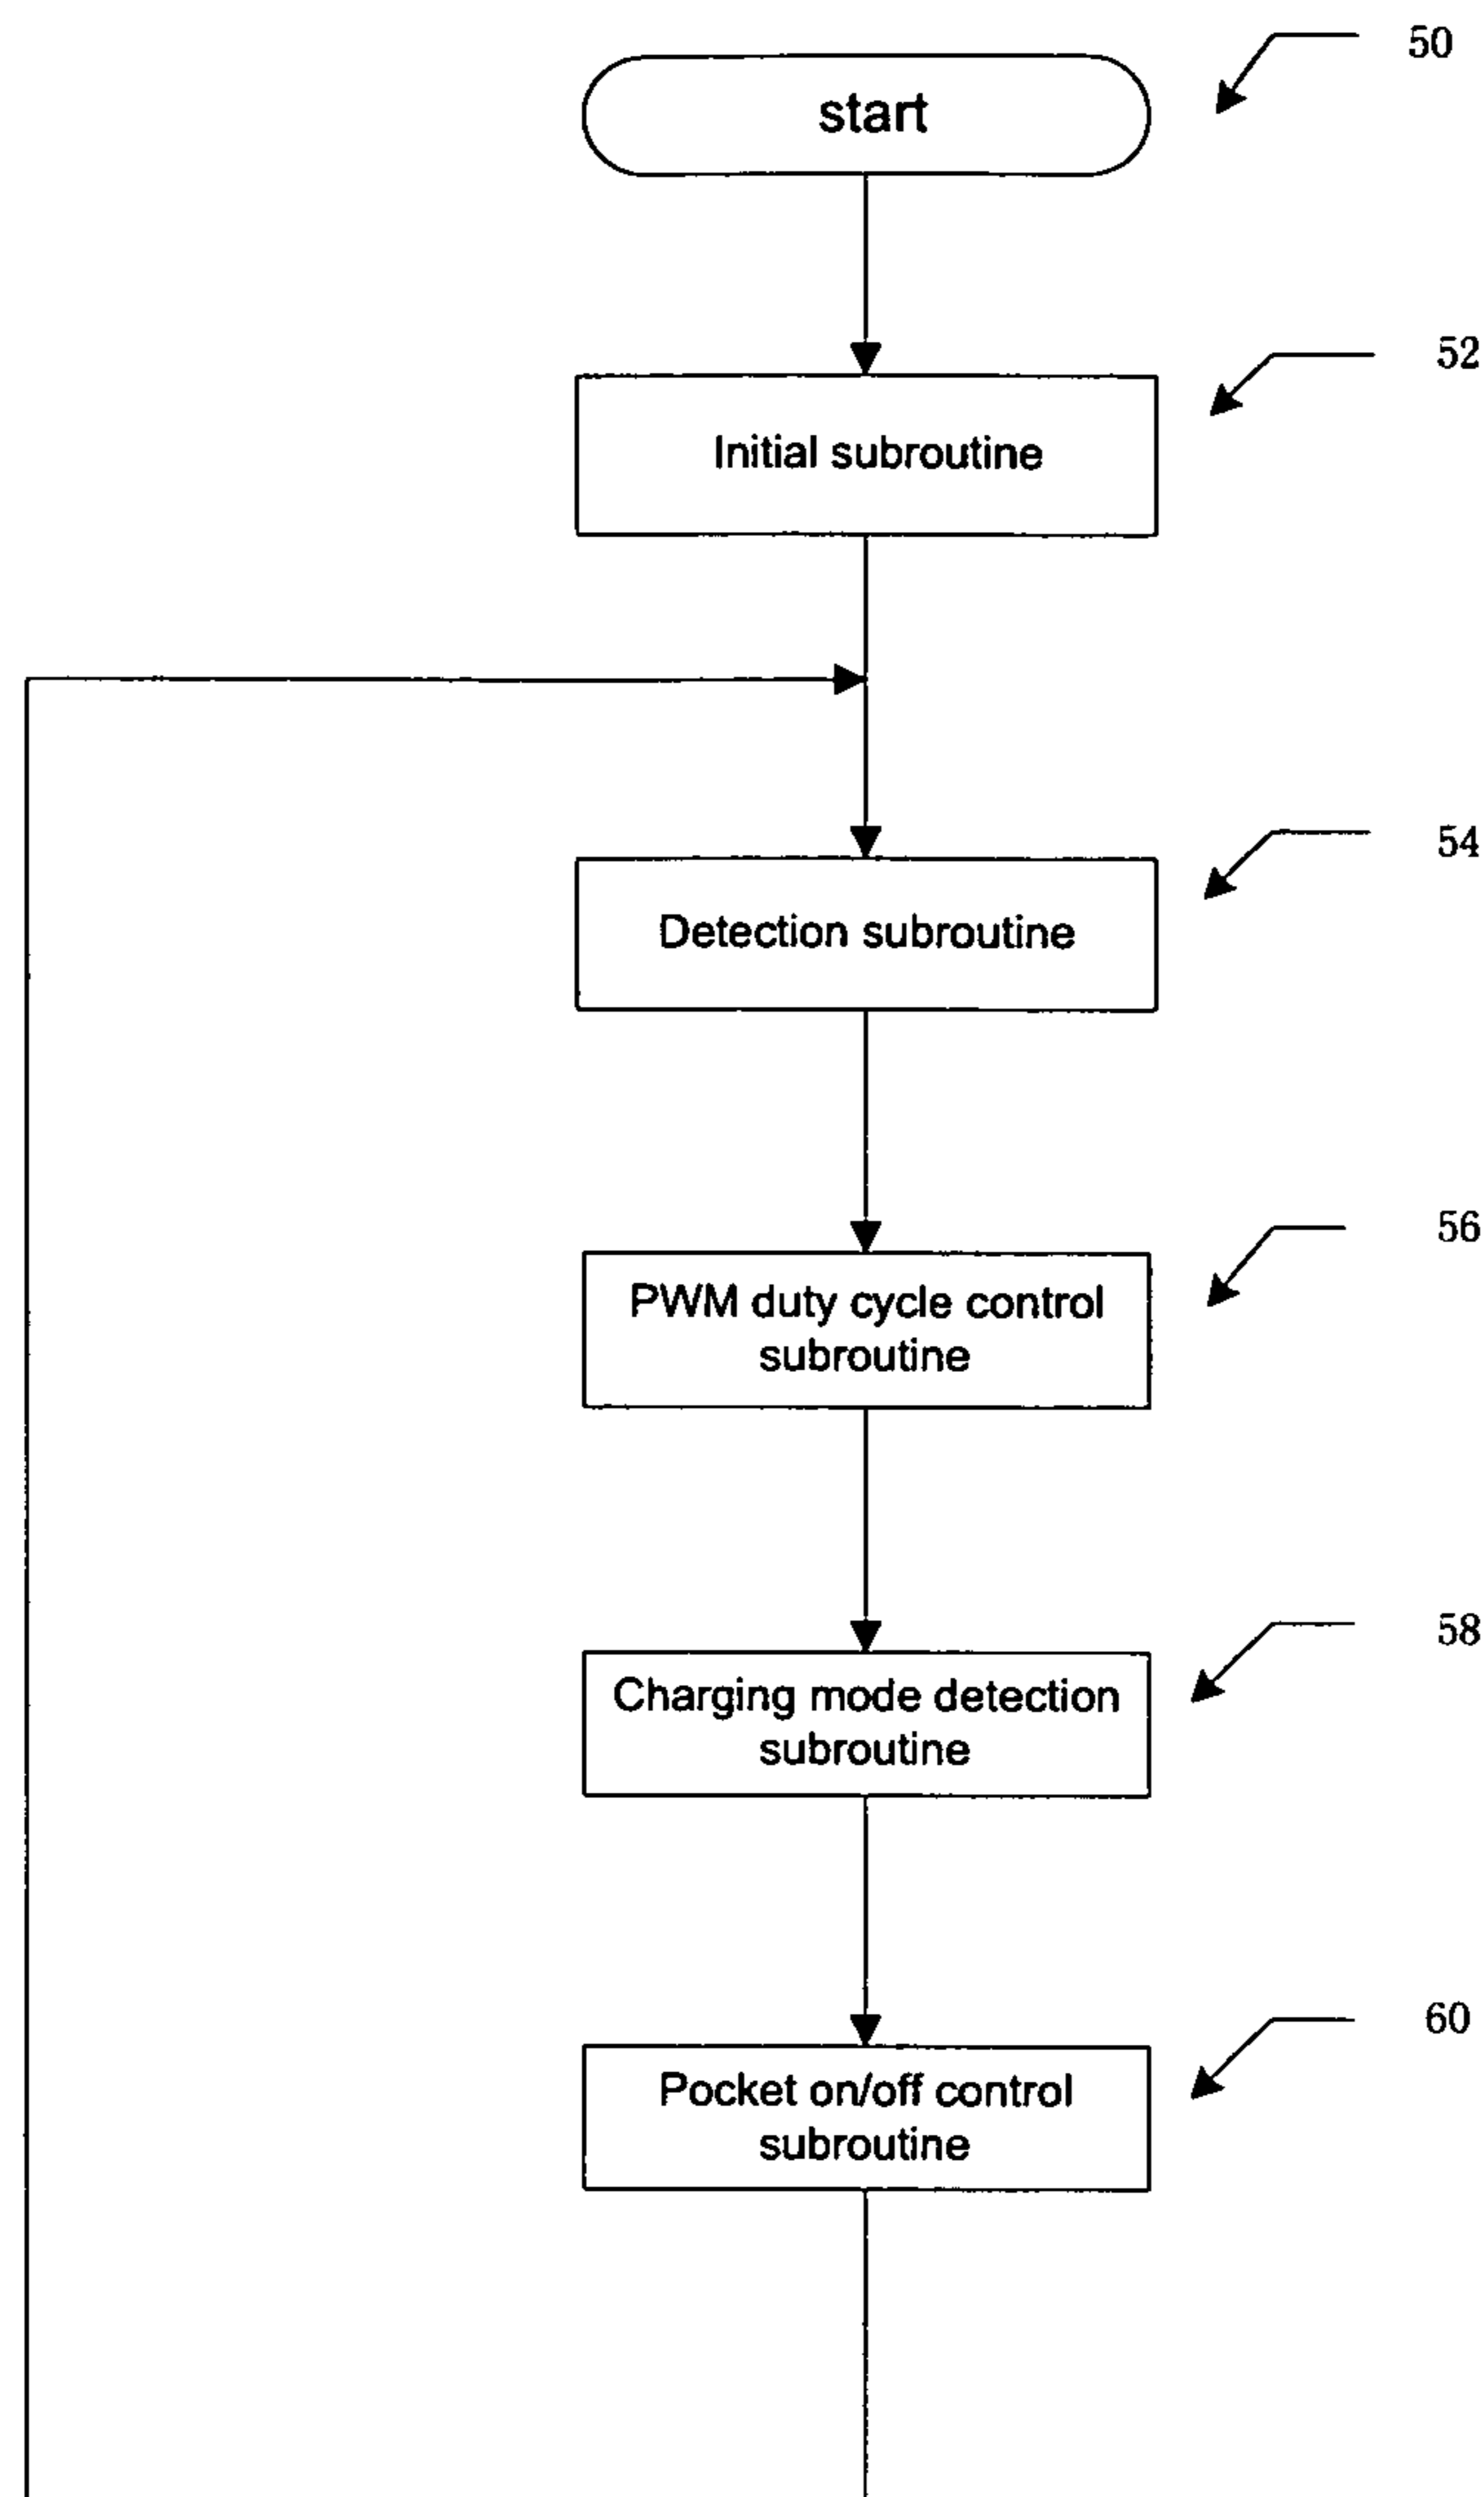 start
50
Initial subroutine
52
Detection subroutine
54
PWM duty cycle control
subroutine
56
Charging mode detection
subroutine
58
Pocket on/off control
subroutine
60